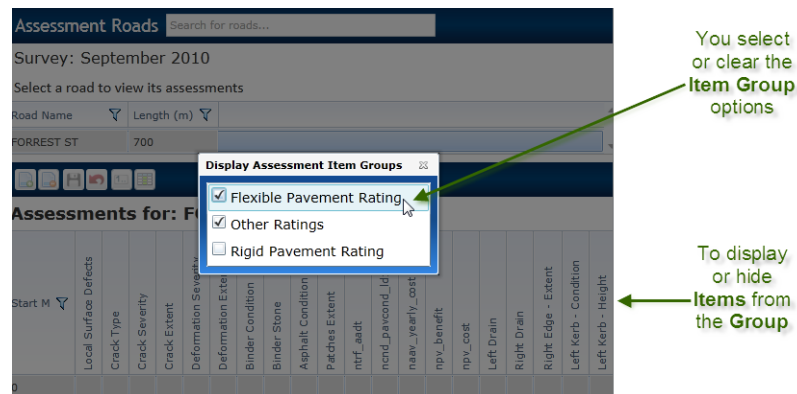 Assessment Roads
Search for roads...
Survey: September 2010
Select a road to view its assessments
Road Name
Length (m)
FORREST ST
700
Display Assessment Item Groups
Flexible Pavement Rating
Other Ratings
Rigid Pavement Rating
Assessments for: F
Start M
Local Surface Defects
Crack Type
Crack Severity
Crack Extent
Deformation Severity
Deformation Extent
Binder Condition
Binder Stone
Asphalt Condition
Patches Extent
ntrf_aadt
ncnd_pavcond_Id
naav_yearly_cost
npv_benefit
npv_cost
Left Drain
Right Drain
Right Edge - Extent
Left Kerb - Condition
Left Kerb - Height
0
You select
or clear the
Item Group
options
To display
or hide
Items from
the Group